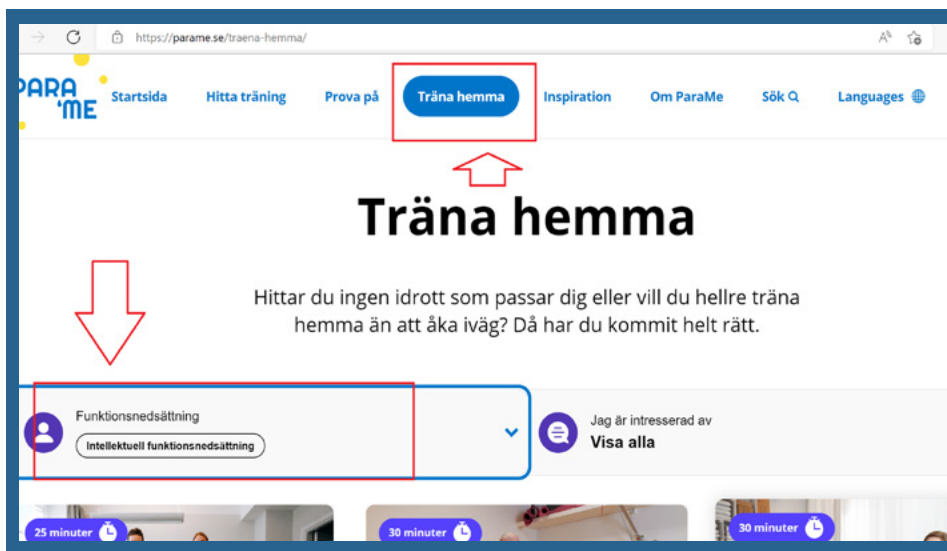 https://parame.se/traena-hemma/
PARA
'ME
Startsida
Hitta träning
Prova på
Träna hemma
Inspiration
Om ParaMe
Sök
Languages
Träna hemma
Hittar du ingen idrott som passar dig eller vill du hellre träna
hemma än att åka iväg? Då har du kommit helt rätt.
Funktionsnedsättning
Intellektuell funktionsnedsättning
Jag är intresserad av
Visa alla
25 minuter
30 minuter
30 minuter